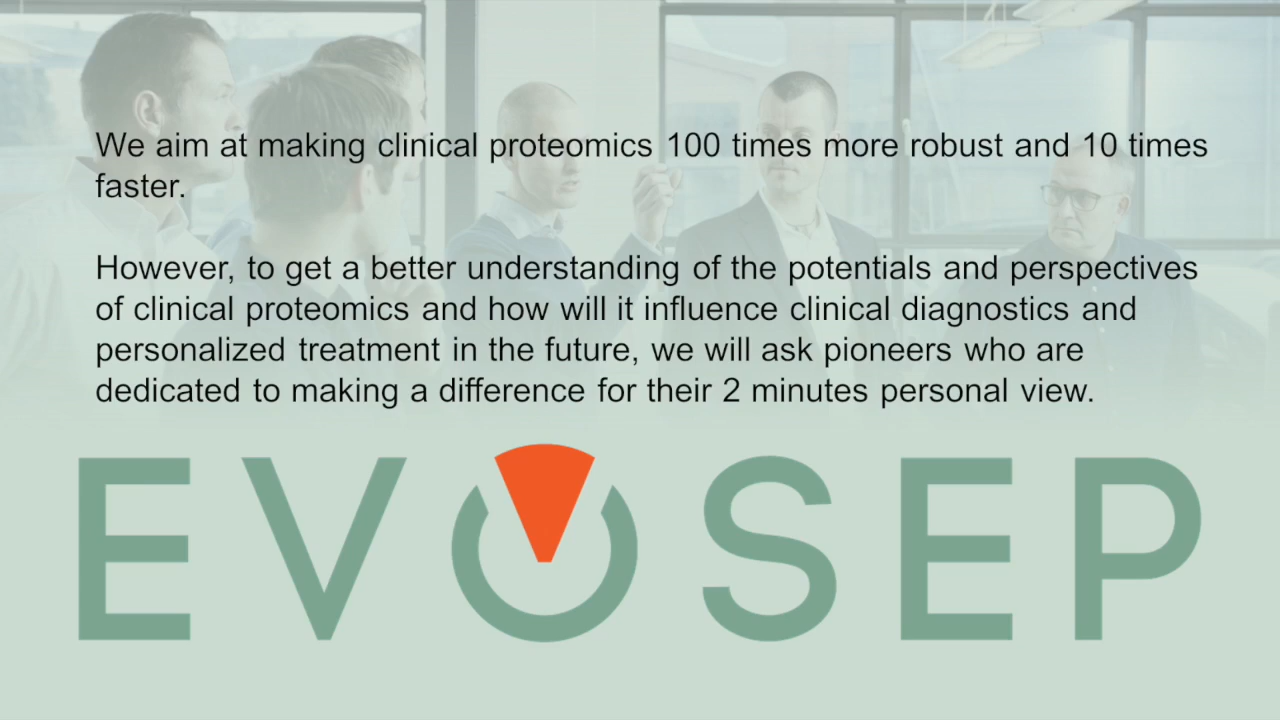 We aim at making clinical proteomics 100 times more robust and 10 times
faster.
However, to get a better understanding of the potentials and perspectives
of clinical proteomics and how will it influence clinical diagnostics and
personalized treatment in the future, we will ask pioneers who are
dedicated to making a difference for their 2 minutes personal view.
EVOSEP